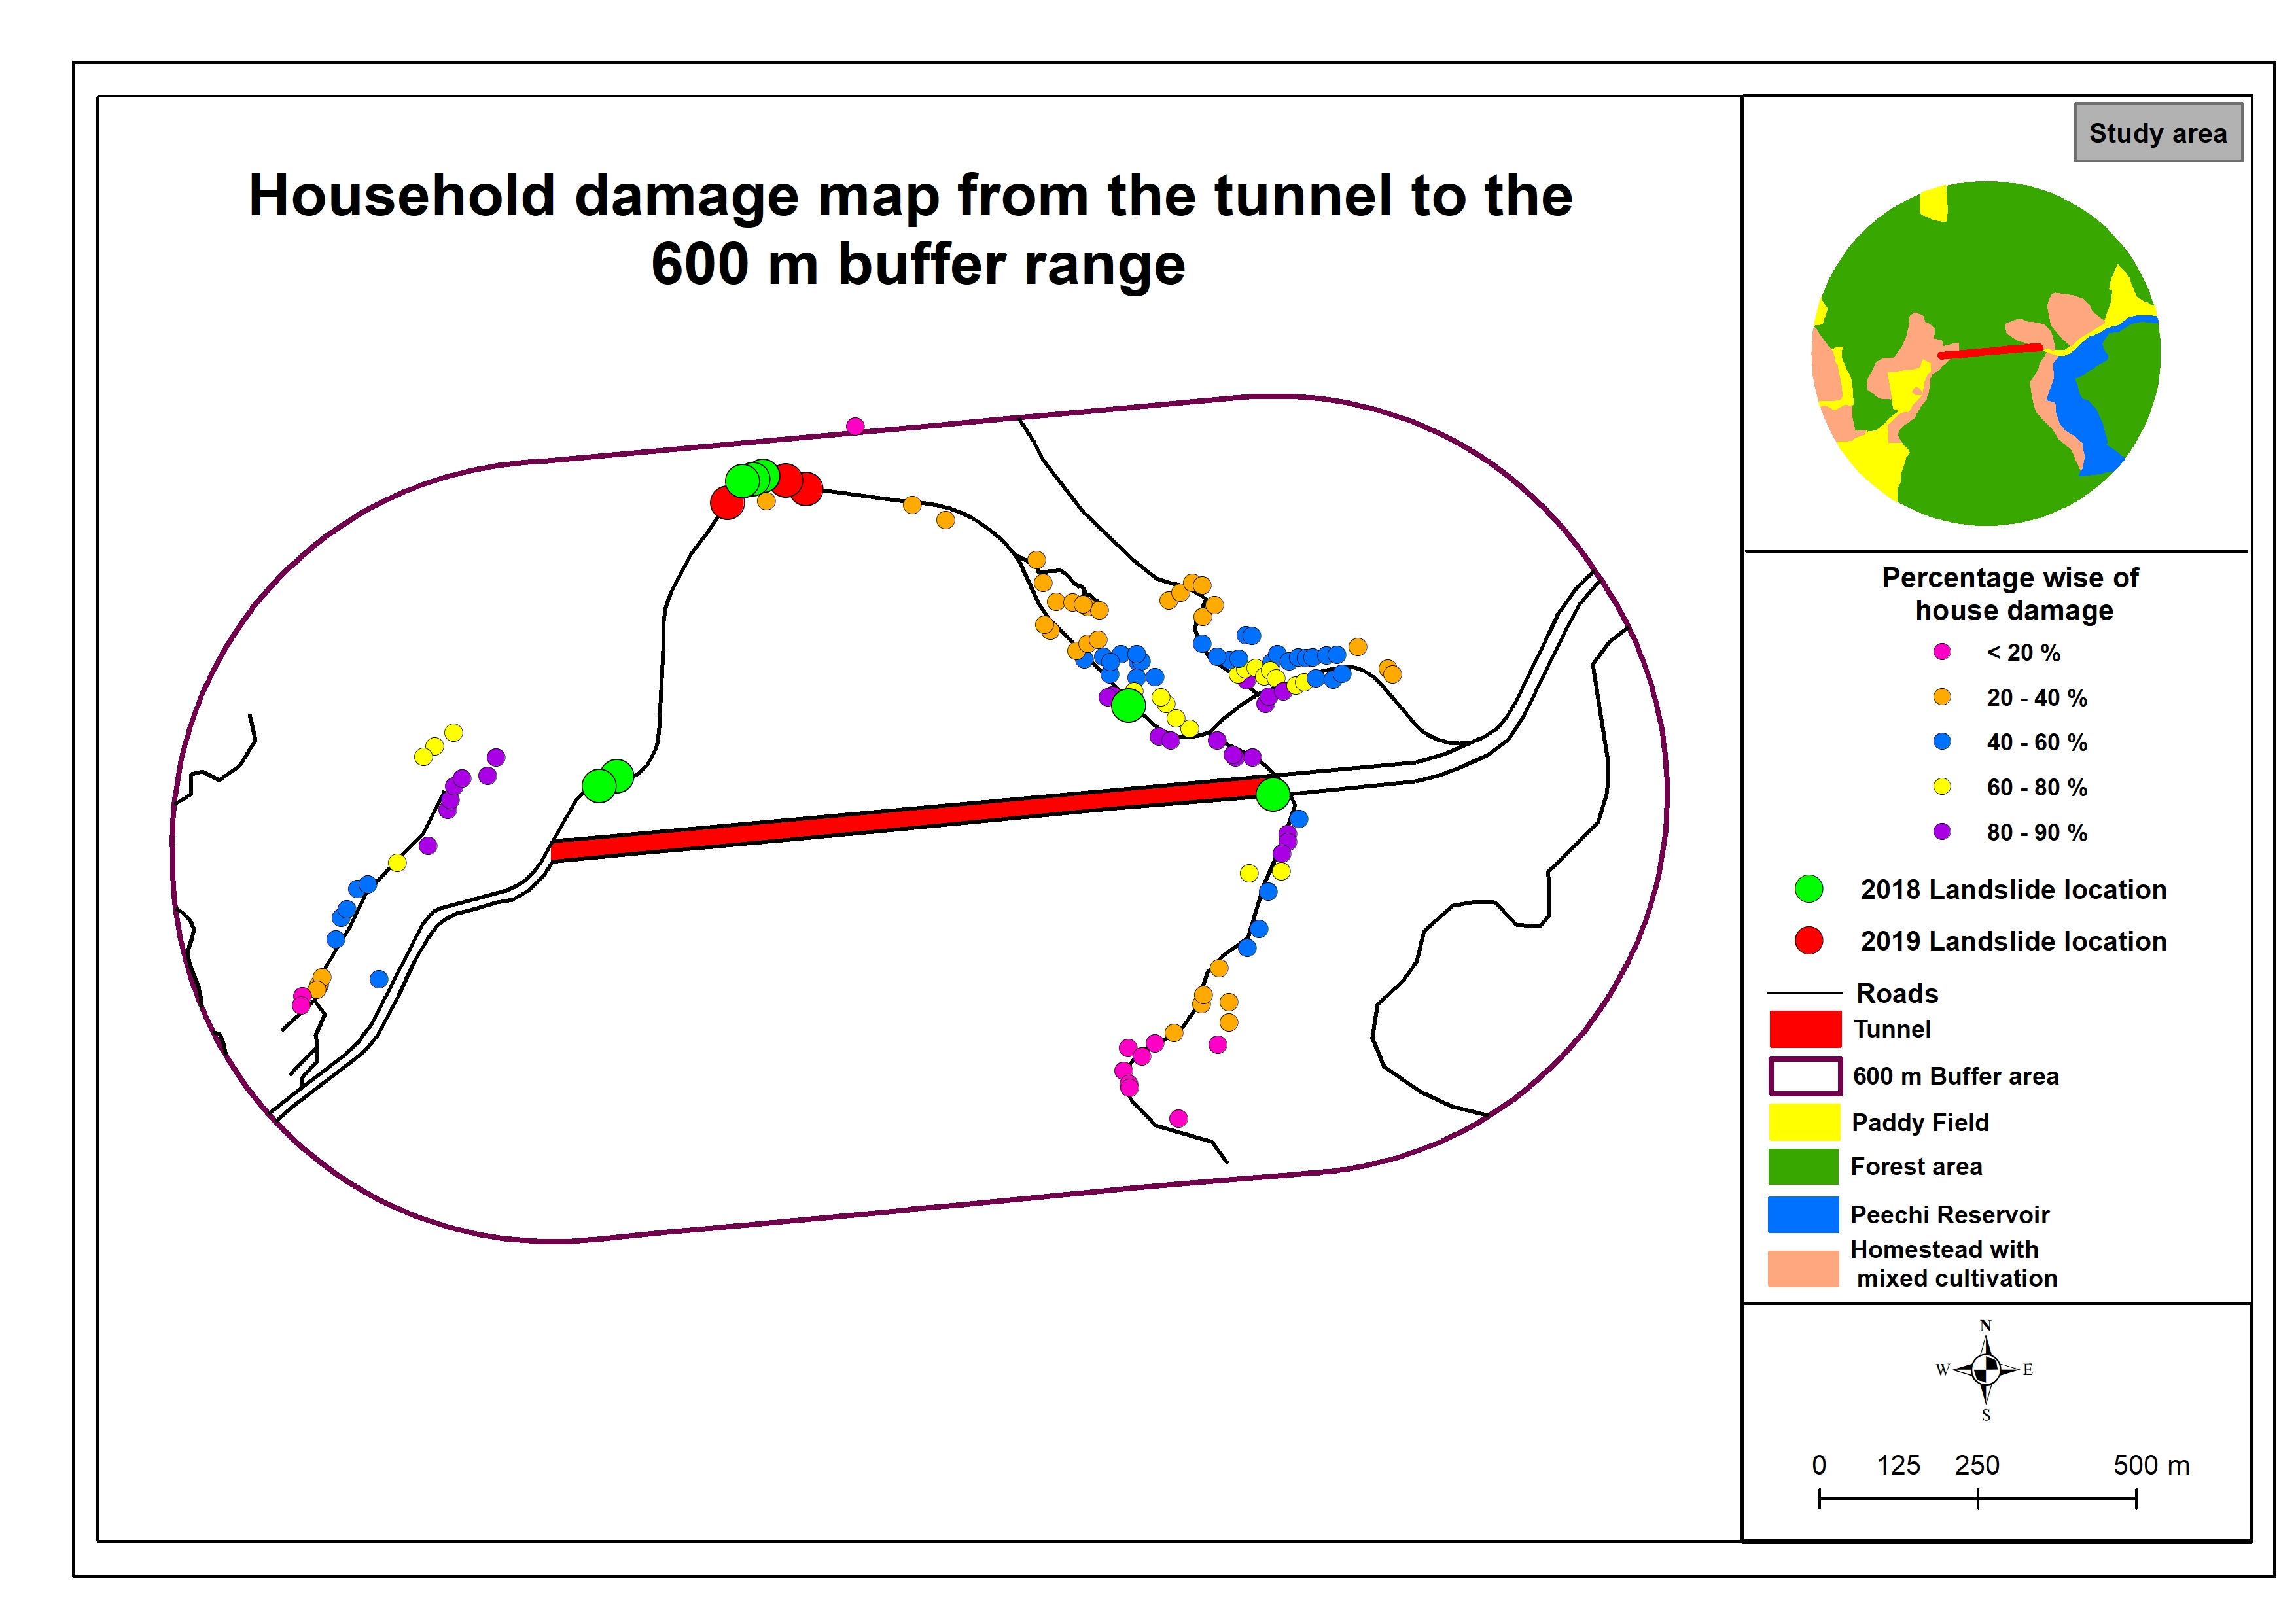 Household damage map from the tunnel to the
600 m buffer range
Study area
Percentage wise of
house damage
< 20 %
20 - 40 %
40 - 60 %
60 - 80 %
80 - 90 %
2018 Landslide location
2019 Landslide location
Roads
Tunnel
600 m Buffer area
Paddy Field
Forest area
Peechi Reservoir
Homestead with
mixed cultivation
N
W E
S
0 125 250 500 m